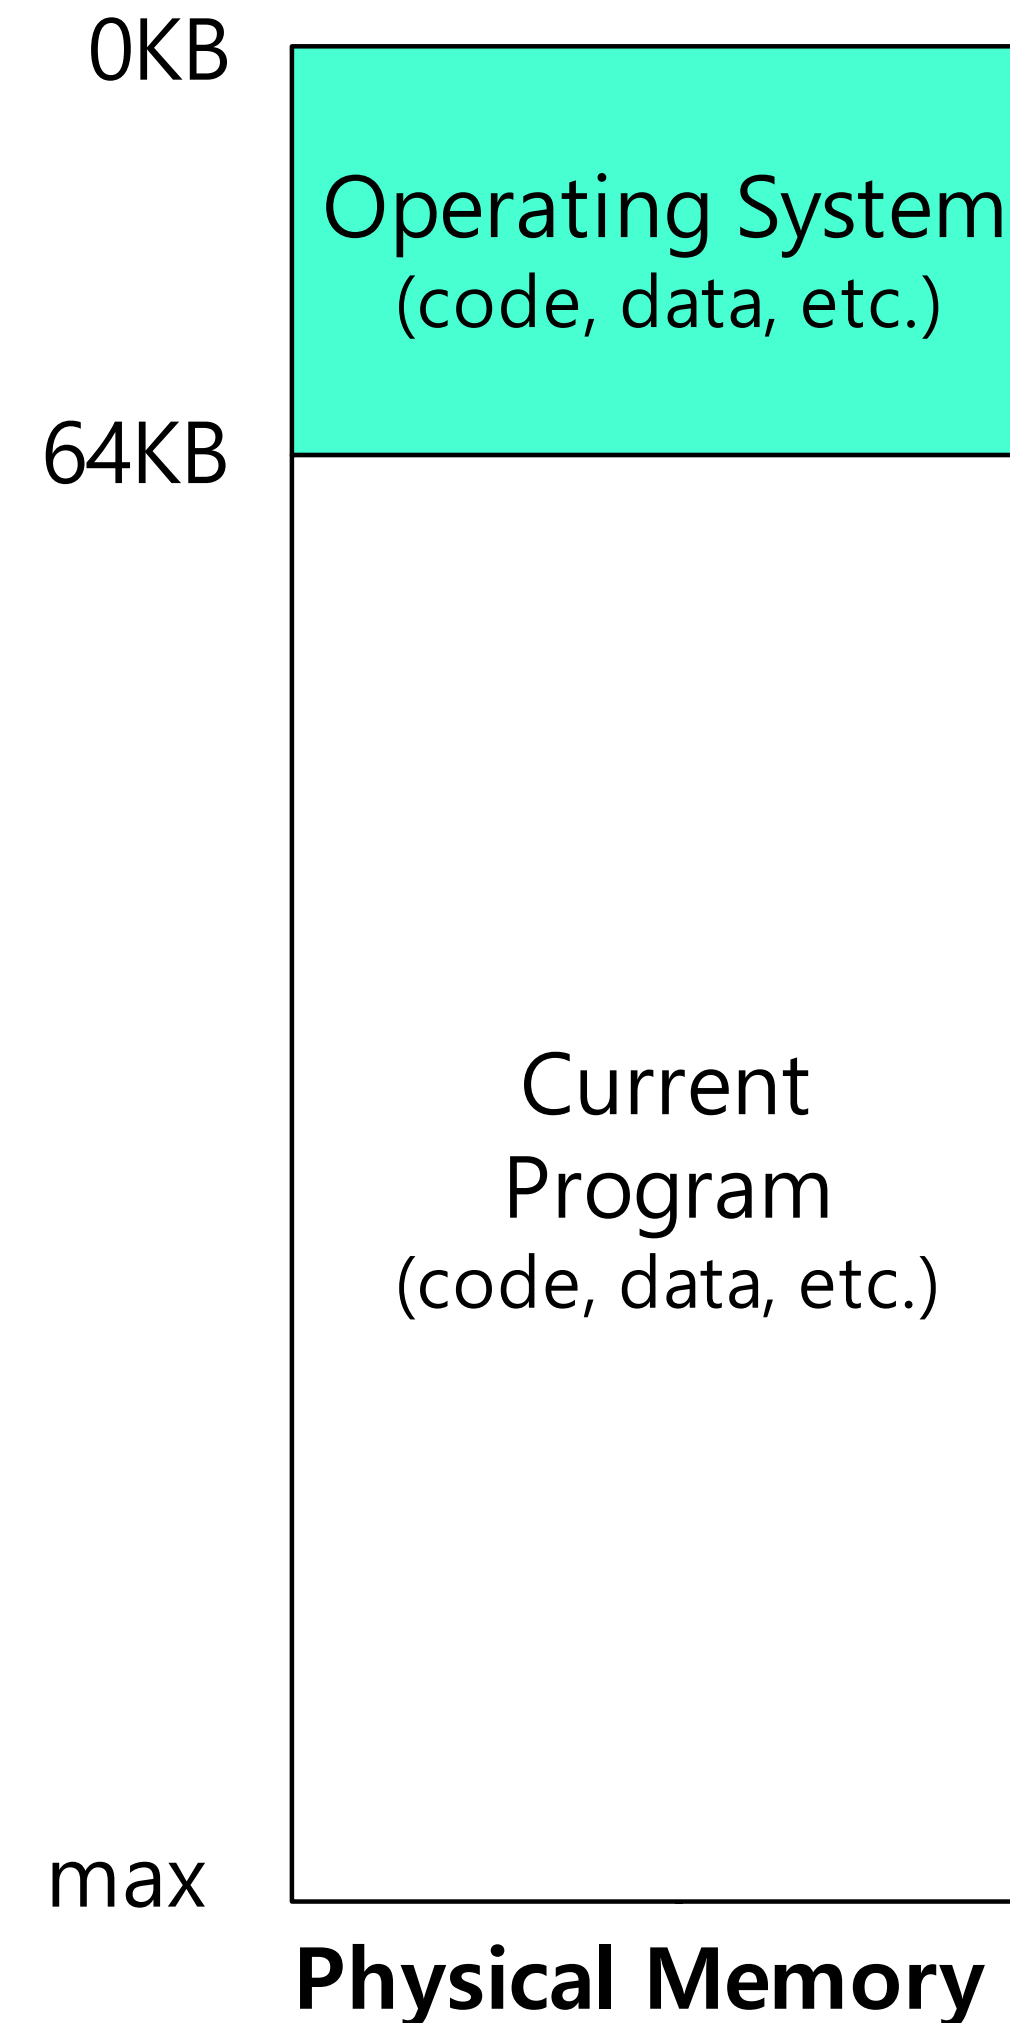 0KB
Operating System
(code, data, etc.)
64KB
Current
Program
(code, data, etc.)
max
Physical Memory